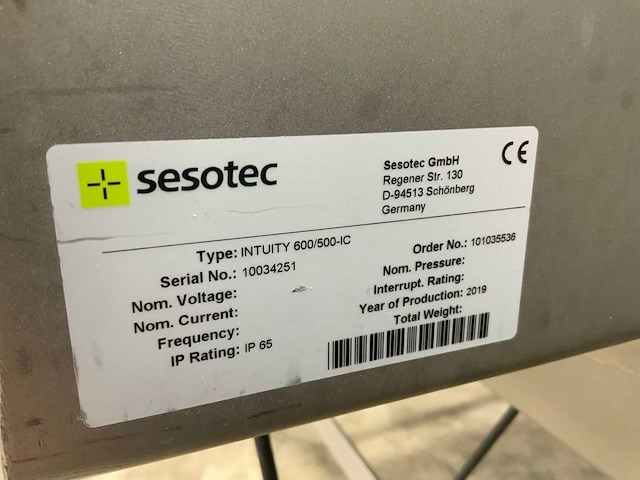 sesotec
Sesotec GmbH
Regener Str. 130
D-94513 Schönberg
Germany
CE
Type: INTUITY 600/500-IC
Serial No.: 10034251
Nom. Voltage:
Nom. Current:
Frequency:
IP Rating: IP 65
Order No.: 101035536
Nom. Pressure:
Interrupt. Rating:
Year of Production: 2019
Total Weight: